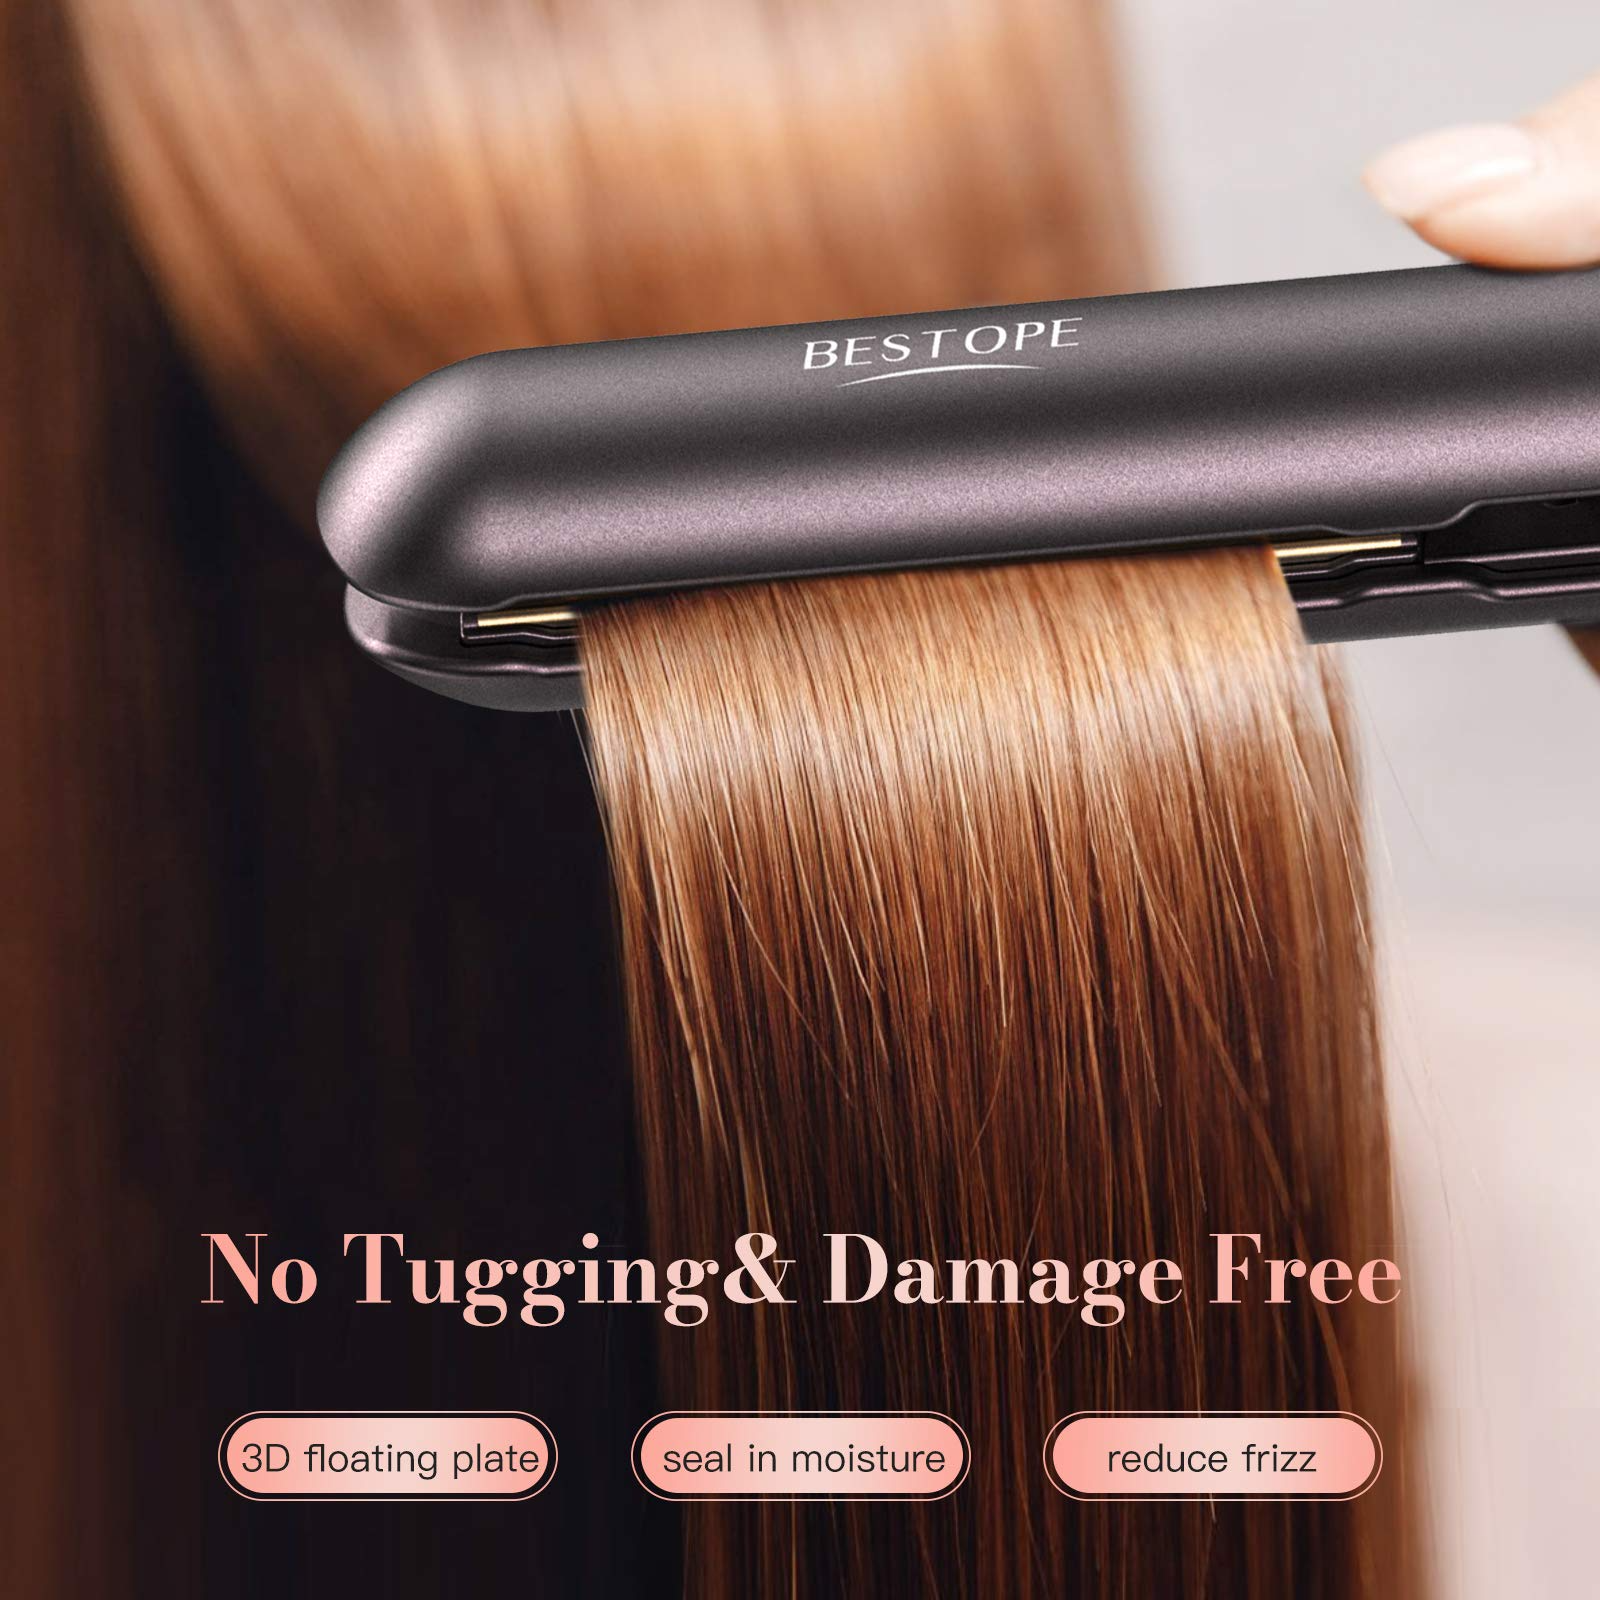 BESTOPE
No Tugging& Damage Free
3D floating plate
seal in moisture
reduce frizz